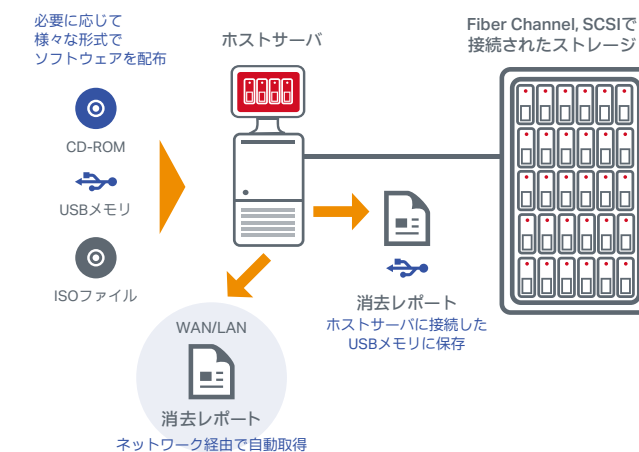 必要に応じて
様々な形式で
ソフトウェアを配布
CD-ROM
USBメモリ
ISOファイル
ホストサーバ
Fiber Channel, SCSIで
接続されたストレージ
消去レポート
ホストサーバに接続した
USBメモリに保存
WAN/LAN
消去レポート
ネットワーク経由で自動取得